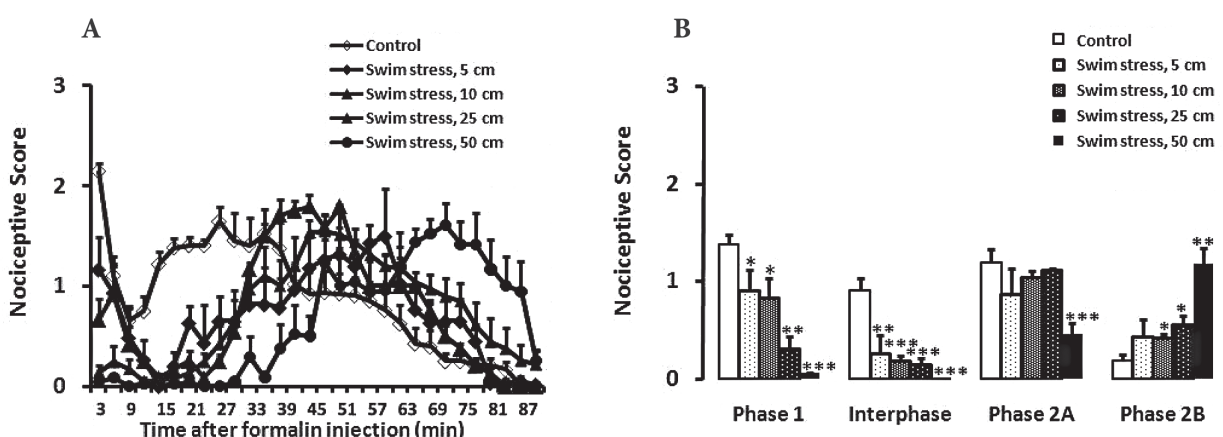 A
Control
Swim stress, 5 cm
Swim stress, 10 cm
Swim stress, 25 cm
Swim stress, 50 cm
Nociceptive Score
3
2
1
0
3 9 15 21 27 33 39 45 51 57 63 69 75 81 87
Time after formalin injection (min)
B
Control
Swim stress, 5 cm
Swim stress, 10 cm
Swim stress, 25 cm
Swim stress, 50 cm
Nociceptive Score
3
2
1
0
* * ** ***
** *** *** ***
***
* * **
Phase 1 Interphase Phase 2A Phase 2B